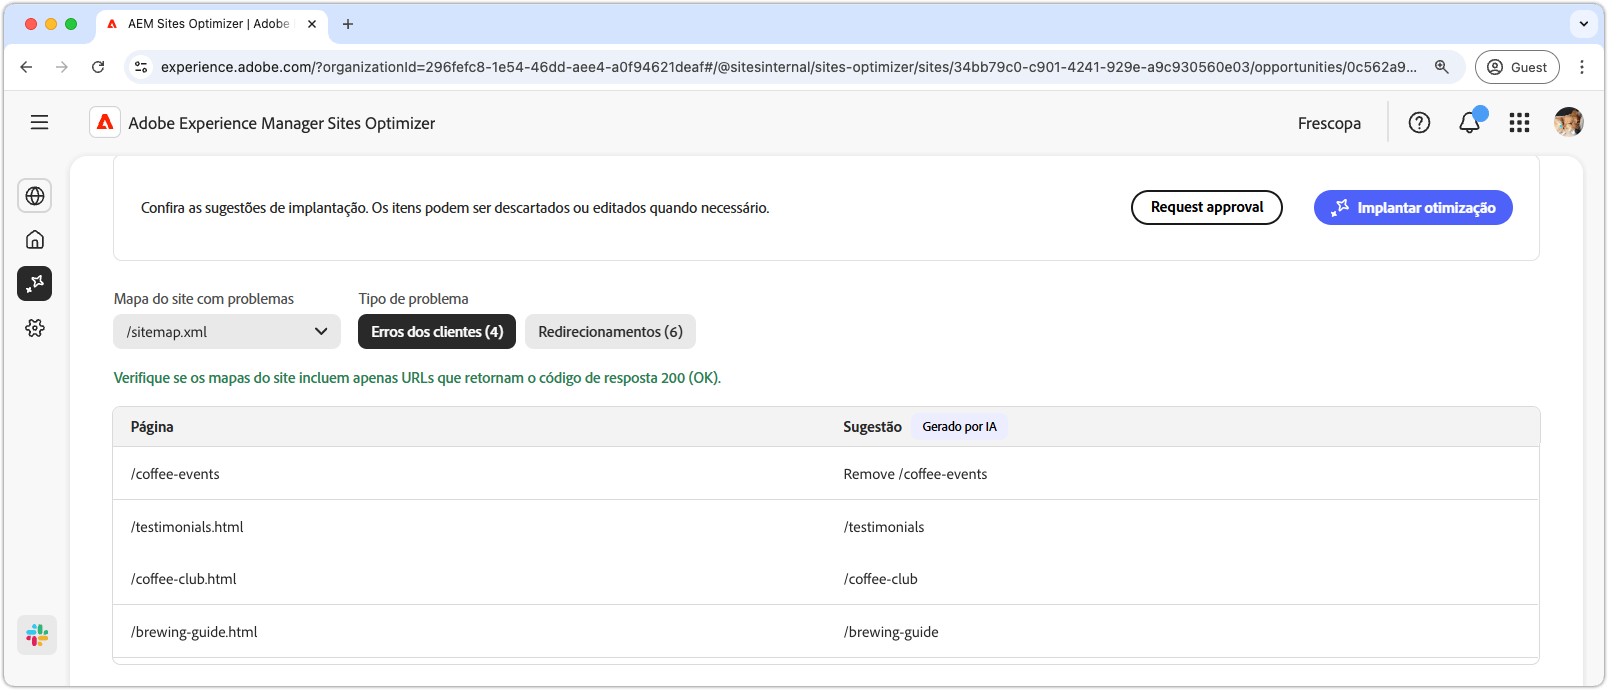 AEM Sites Optimizer | Adobe
experience.adobe.com/?organizationId=296fefc8-1e54-46dd-aee4-a0f94621deaf#/@sitesinternal/sites-optimizer/sites/34bb79c0-c901-4241-929e-a9c930560e03/opportunities/0c562a9...
Guest
Adobe Experience Manager Sites Optimizer
Frescopa
Confira as sugestões de implantação. Os itens podem ser descartados ou editados quando necessário.
Request approval
Implantar otimização
Mapa do site com problemas
Tipo de problema
/sitemap.xml
Erros dos clientes (4)
Redirecionamentos (6)
Verifique se os mapas do site incluem apenas URLs que retornam o código de resposta 200 (OK).
Página
Sugestão
Gerado por IA
/coffee-events
Remove /coffee-events
/testimonials.html
/testimonials
/coffee-club.html
/coffee-club
/brewing-guide.html
/brewing-guide